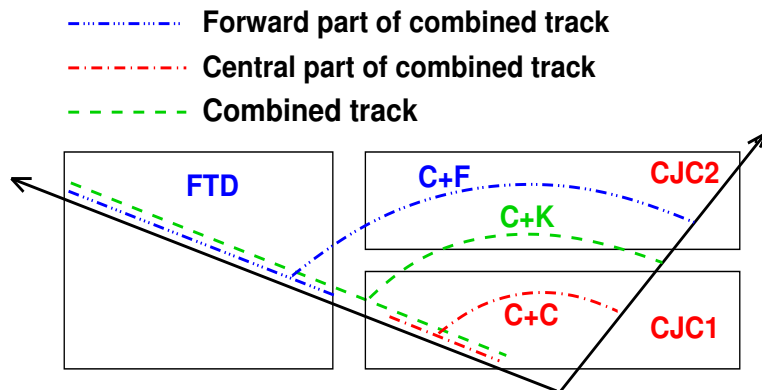 Forward part of combined track
Central part of combined track
Combined track
FTD
C+F
CJC2
C+K
C+C
CJC1